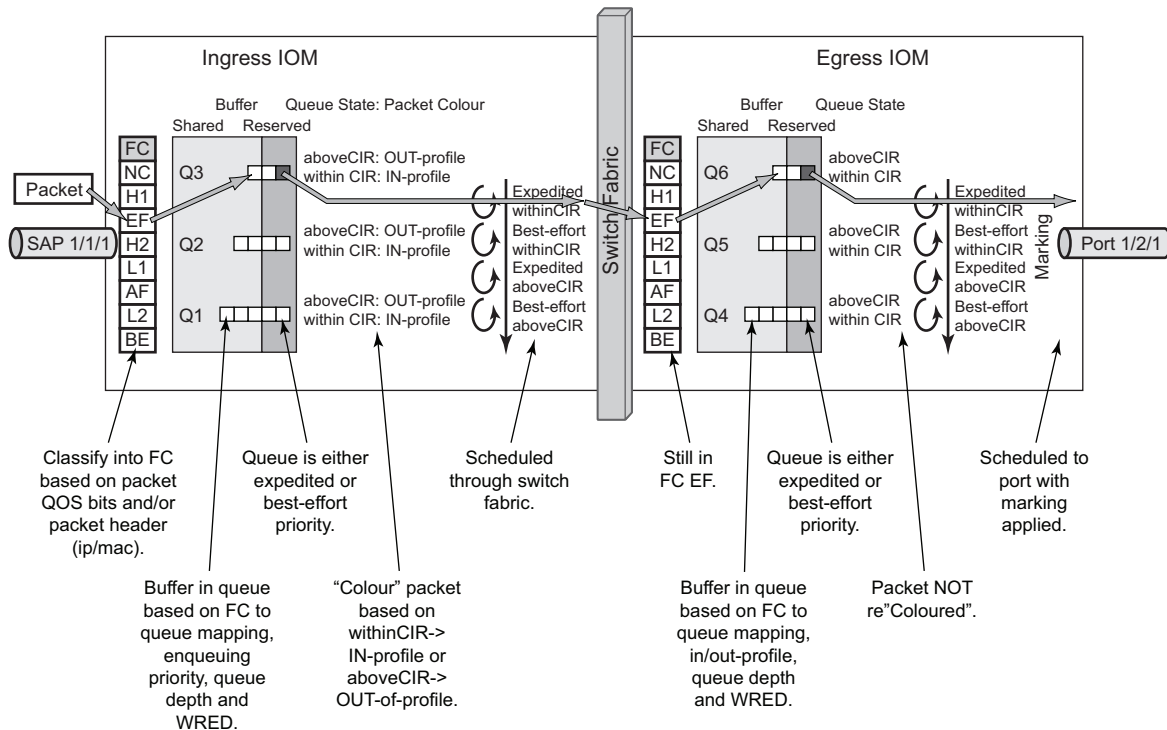 Ingress IOM
Buffer
Queue State: Packet Colour
Shared
Reserved
FC
NC
H1
EF
H2
L1
AF
L2
BE
Packet
SAP 1/1/1
Q3
aboveCIR: OUT-profile
within CIR: IN-profile
Q2
aboveCIR: OUT-profile
within CIR: IN-profile
Q1
aboveCIR: OUT-profile
within CIR: IN-profile
Expedited
withinCIR
Best-effort
withinCIR
Expedited
aboveCIR
Best-effort
aboveCIR
Switch Fabric
Egress IOM
Buffer
Queue State
Shared
Reserved
FC
NC
H1
EF
H2
L1
AF
L2
BE
Q6
aboveCIR
within CIR
Q5
aboveCIR
within CIR
Q4
aboveCIR
within CIR
Expedited
withinCIR
Best-effort
withinCIR
Expedited
aboveCIR
Best-effort
aboveCIR
Marking
Port 1/2/1
Classify into FC
based on packet
QOS bits and/or
packet header
(ip/mac).
Queue is either
expedited or
best-effort
priority.
Scheduled
through switch
fabric.
Still in
FC EF.
Queue is either
expedited or
best-effort
priority.
Scheduled to
port with
marking
applied.
Buffer in queue
based on FC to
queue mapping,
enqueuing
priority, queue
depth and
WRED.
“Colour” packet
based on
withinCIR->
IN-profile or
aboveCIR->
OUT-of-profile.
Buffer in queue
based on FC to
queue mapping,
in/out-profile,
queue depth
and WRED.
Packet NOT
re”Coloured”.